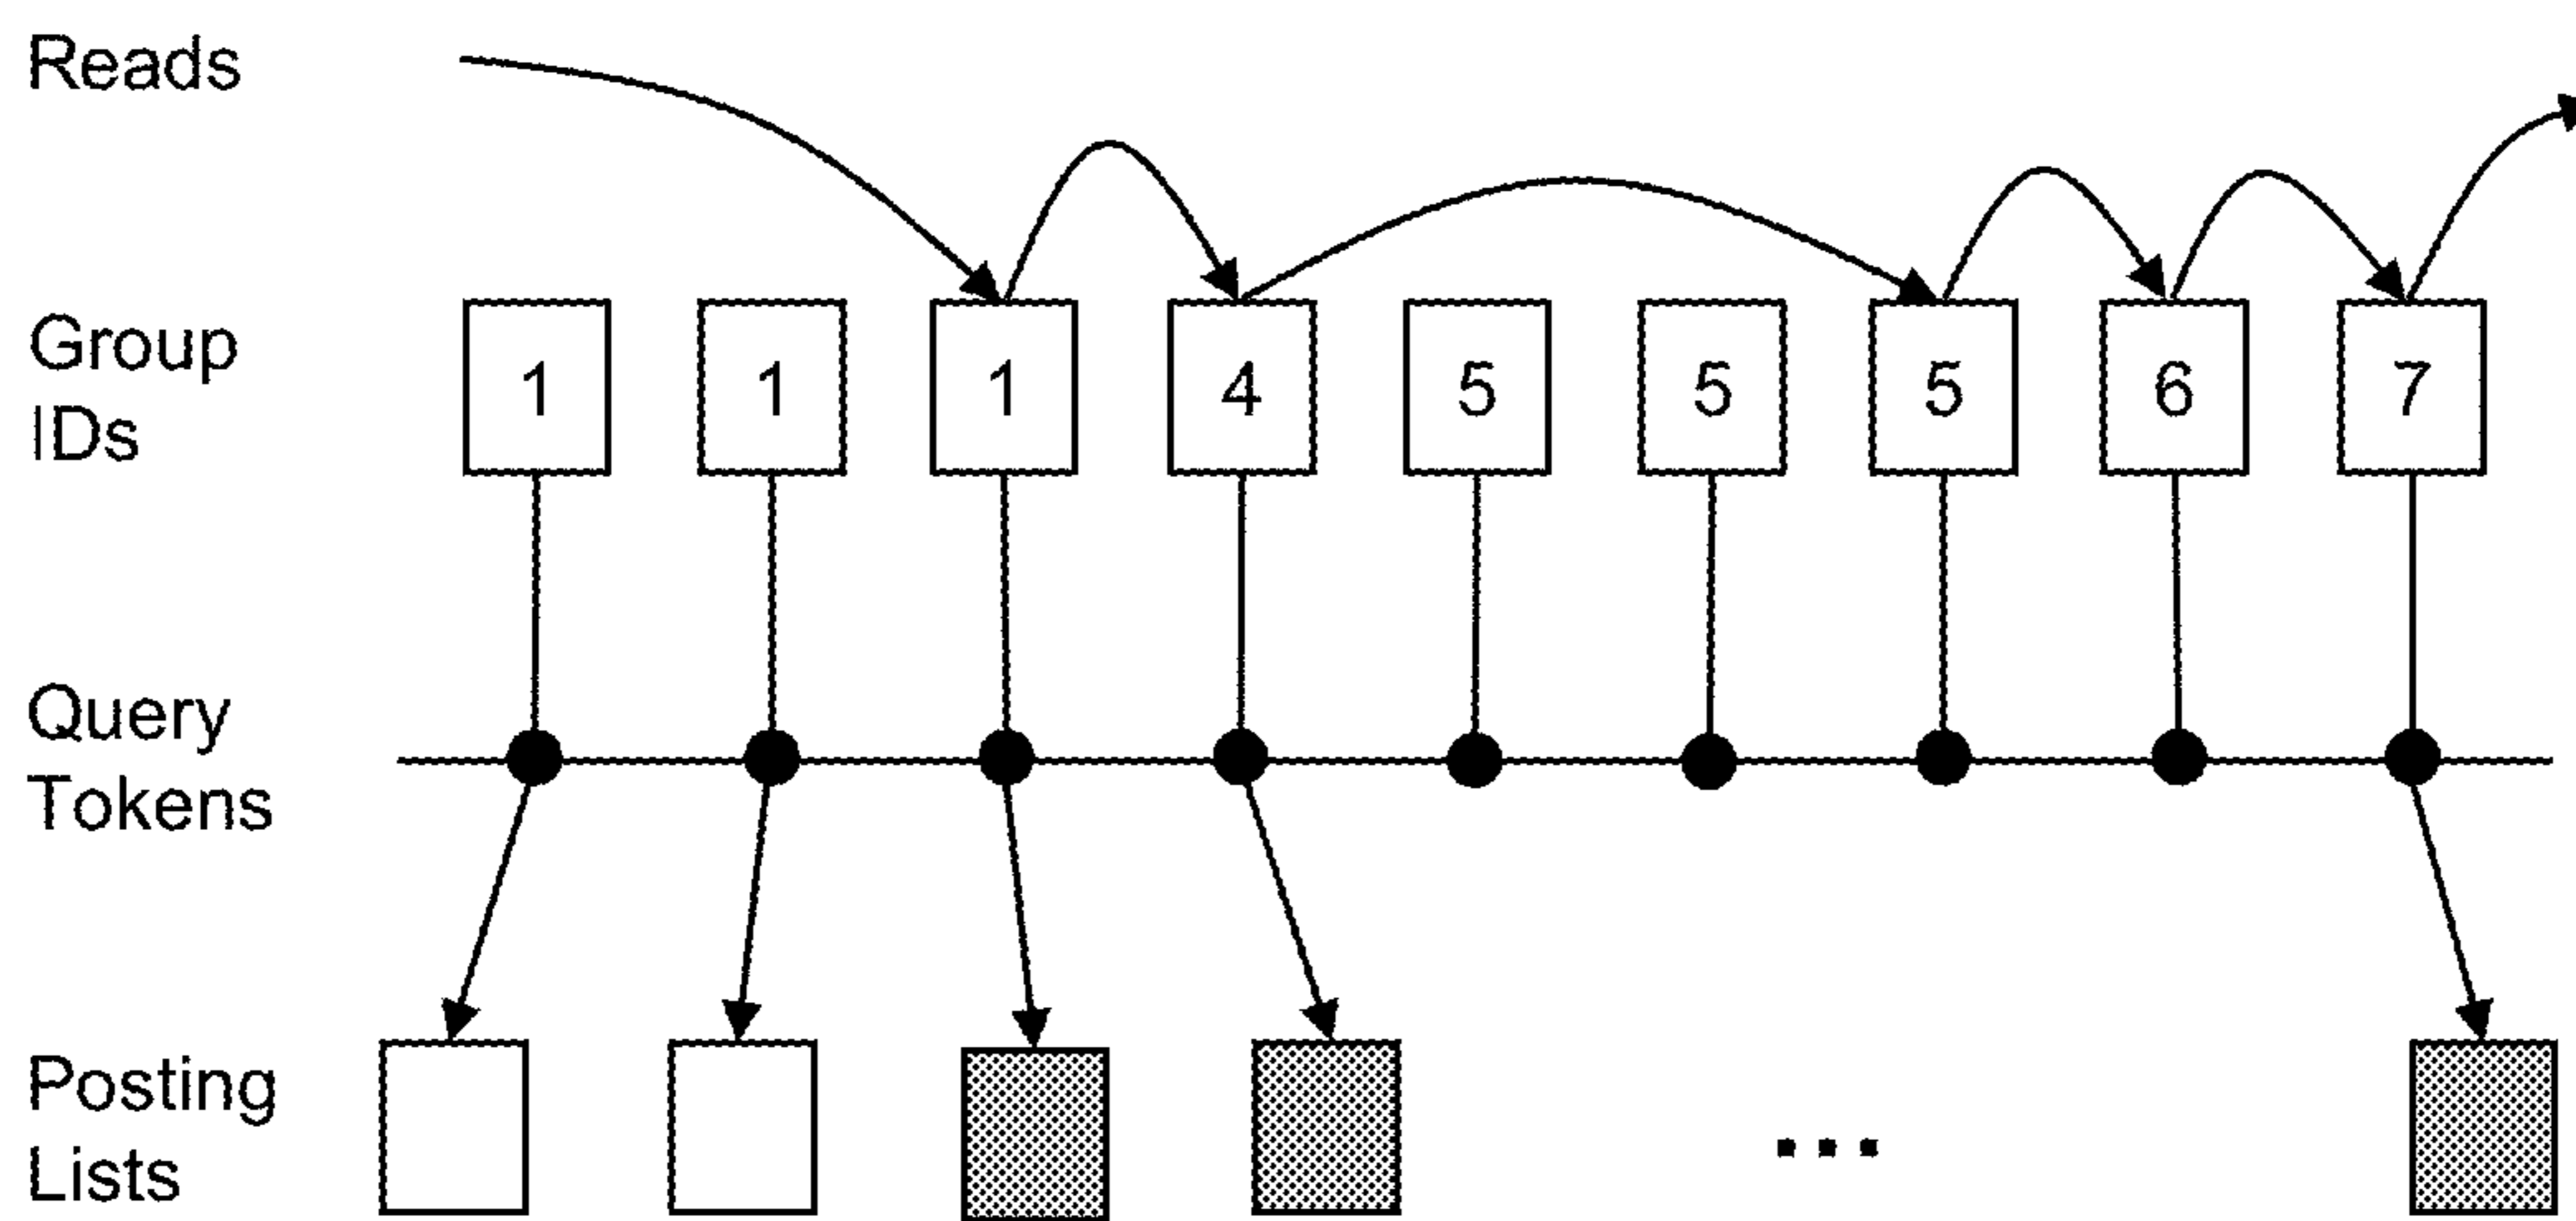 Reads
Group
IDs
1 1 1 4 5 5 5 6 7
Query
Tokens
Posting
Lists
...